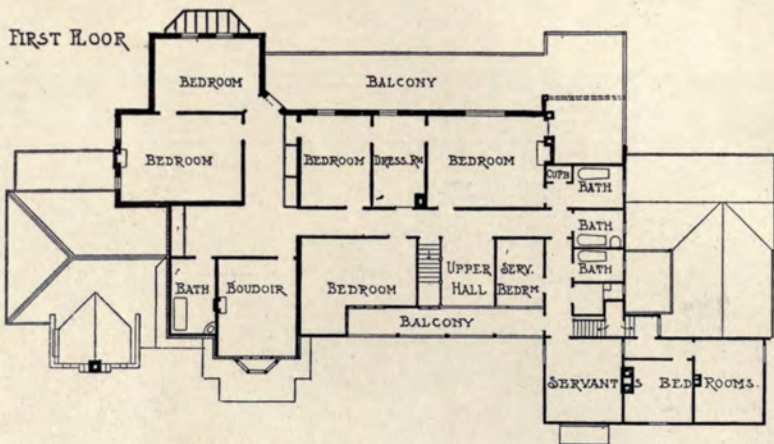 FIRST FLOOR
BEDROOM
BALCONY
BEDROOM
BEDROOM
DRESS. RM
BEDROOM
CUPB
BATH
BATH
BATH
BATH
BOUDOIR
BEDROOM
UPPER
HALL
SERV.
BEDRM
BALCONY
SERVANTS BED ROOMS.